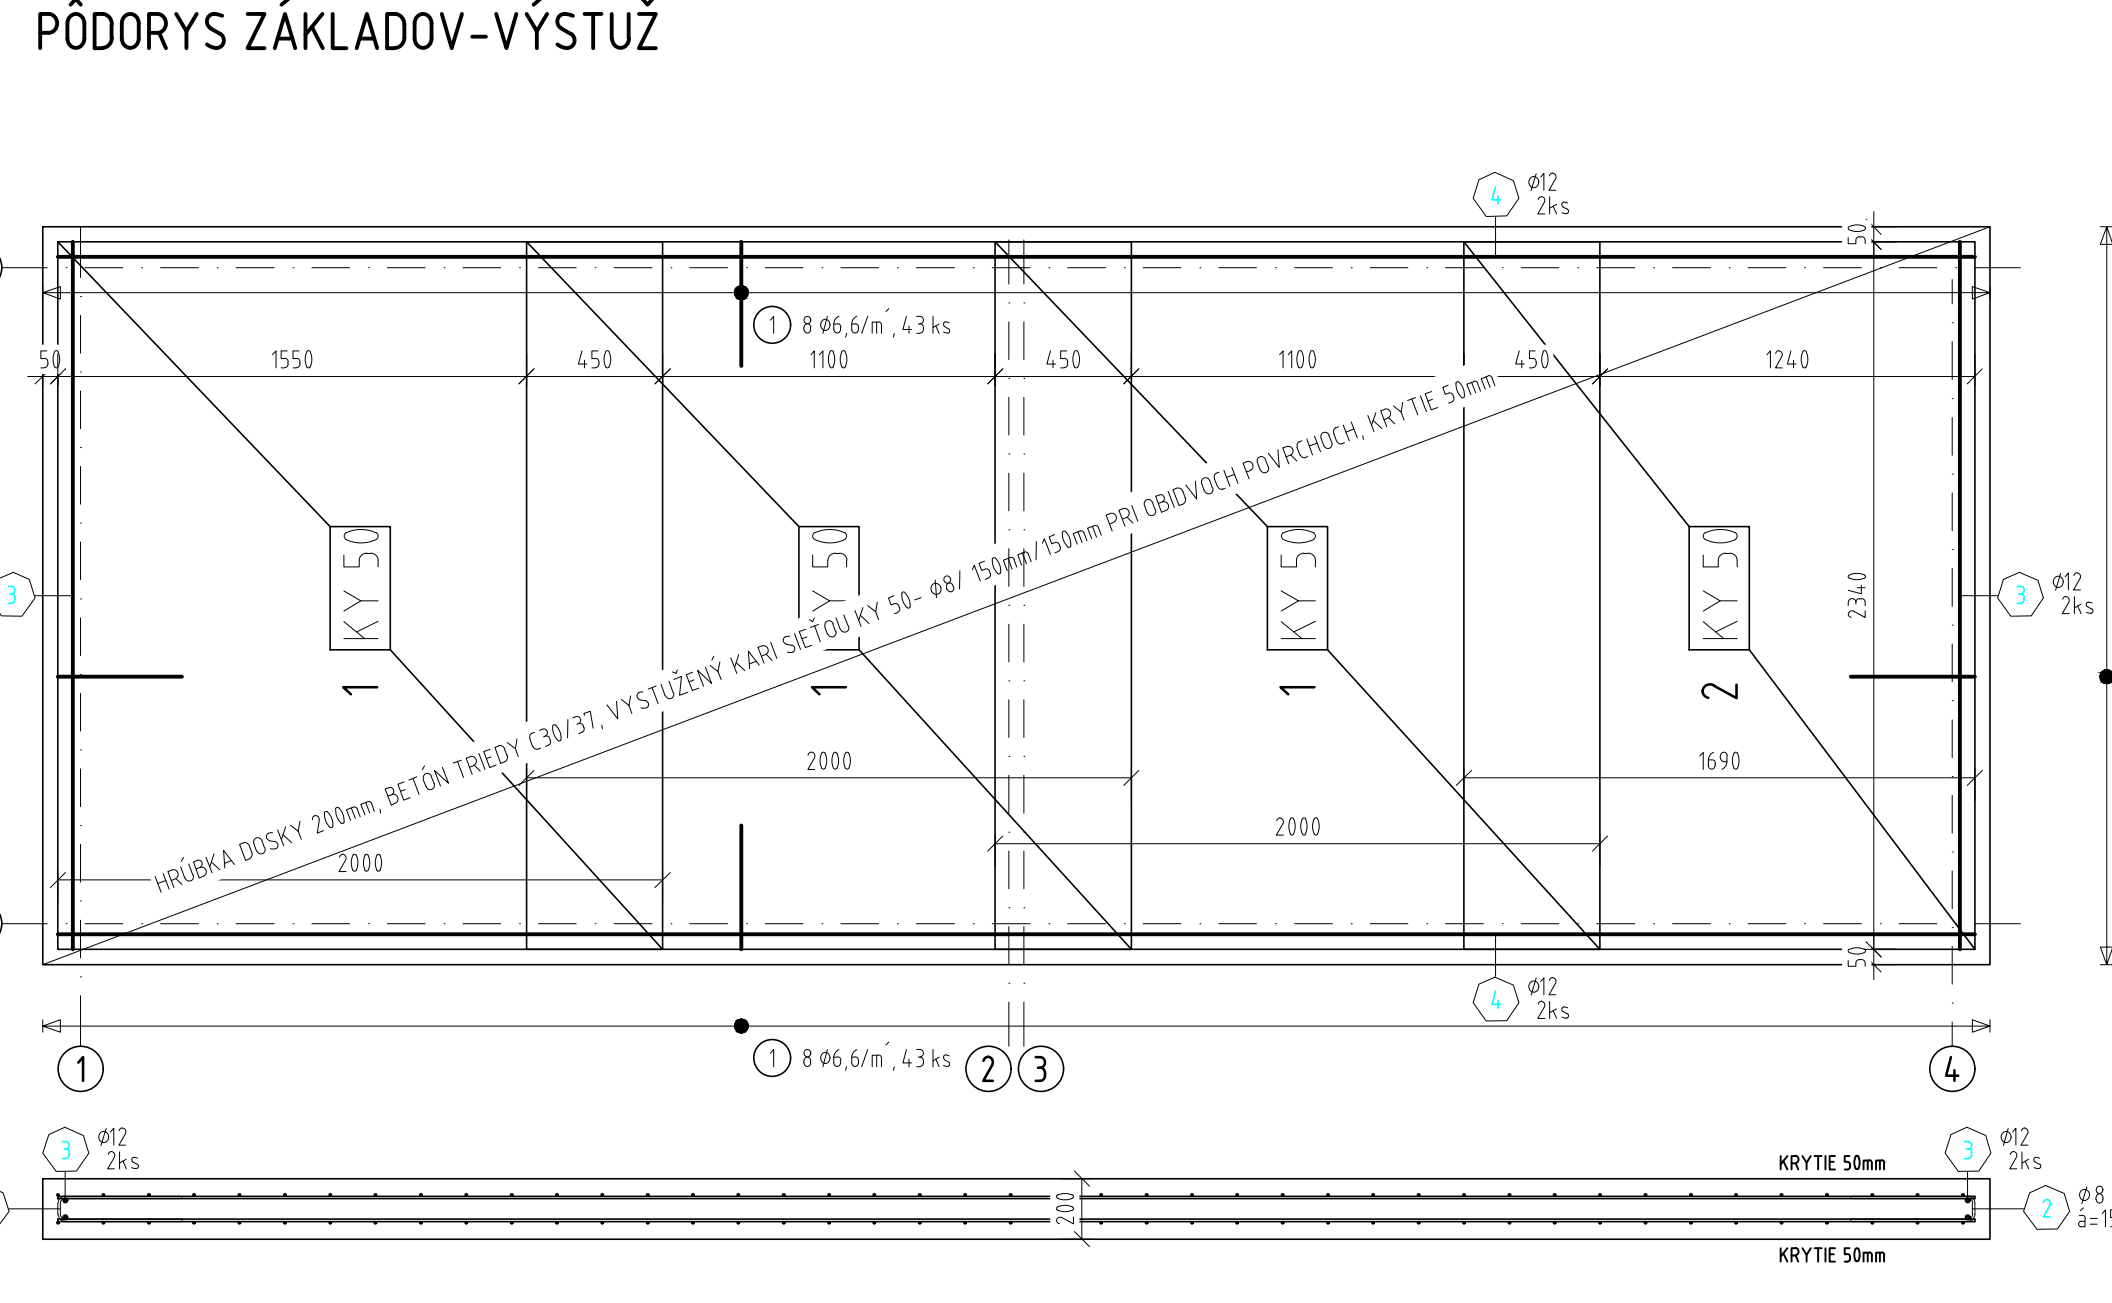 PÔDORYS ZÁKLADOV-VÝSTUŽ
4 Ø12
2ks
50
1 8 Ø6,6/m´, 43 ks
50 1550 450 1100 450 1100 450 1240
HRÚBKA DOSKY 200mm, BETÓN TRIEDY C30/37, VYSTUŽENÝ KARI SIEŤOU KY 50- Φ8/ 150mm/150mm PRI OBIDVOCH POVRCHOCH, KRYTIE 50mm
KY 50
KY 50
KY 50
KY 50
3
2340
3 Ø12
2ks
1
1
1
2
2000
1690
2000
2000
50
4 Ø12
2ks
1 8 Ø6,6/m´, 43 ks
1
2
3
4
3 Ø12
2ks
KRYTIE 50mm
3 Ø12
2ks
200
2 Φ8
KRYTIE 50mm